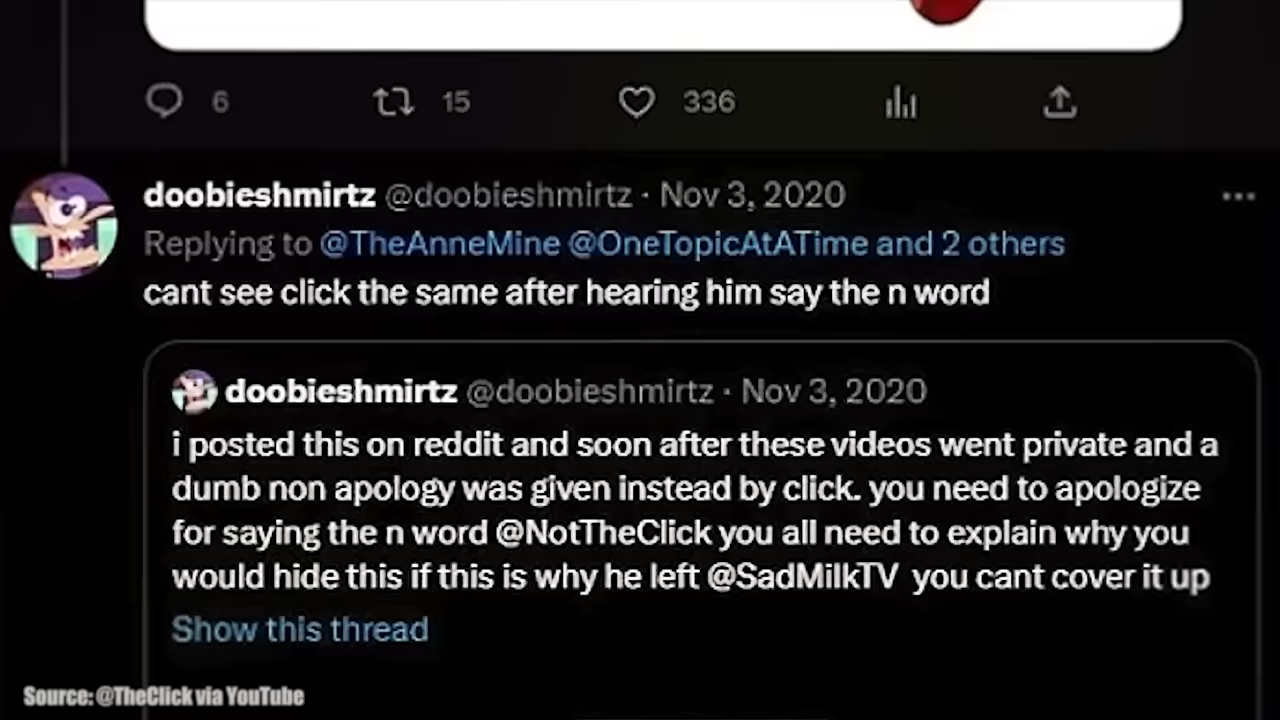 6 15 336
doobieshmirtz @doobieshmirtz · Nov 3, 2020
Replying to @TheAnneMine @OneTopicAtATime and 2 others
cant see click the same after hearing him say the n word
doobieshmirtz @doobieshmirtz · Nov 3, 2020
i posted this on reddit and soon after these videos went private and a
dumb non apology was given instead by click. you need to apologize
for saying the n word @NotTheClick you all need to explain why you
would hide this if this is why he left @SadMilkTV you cant cover it up
Show this thread
Source: @TheClick via YouTube